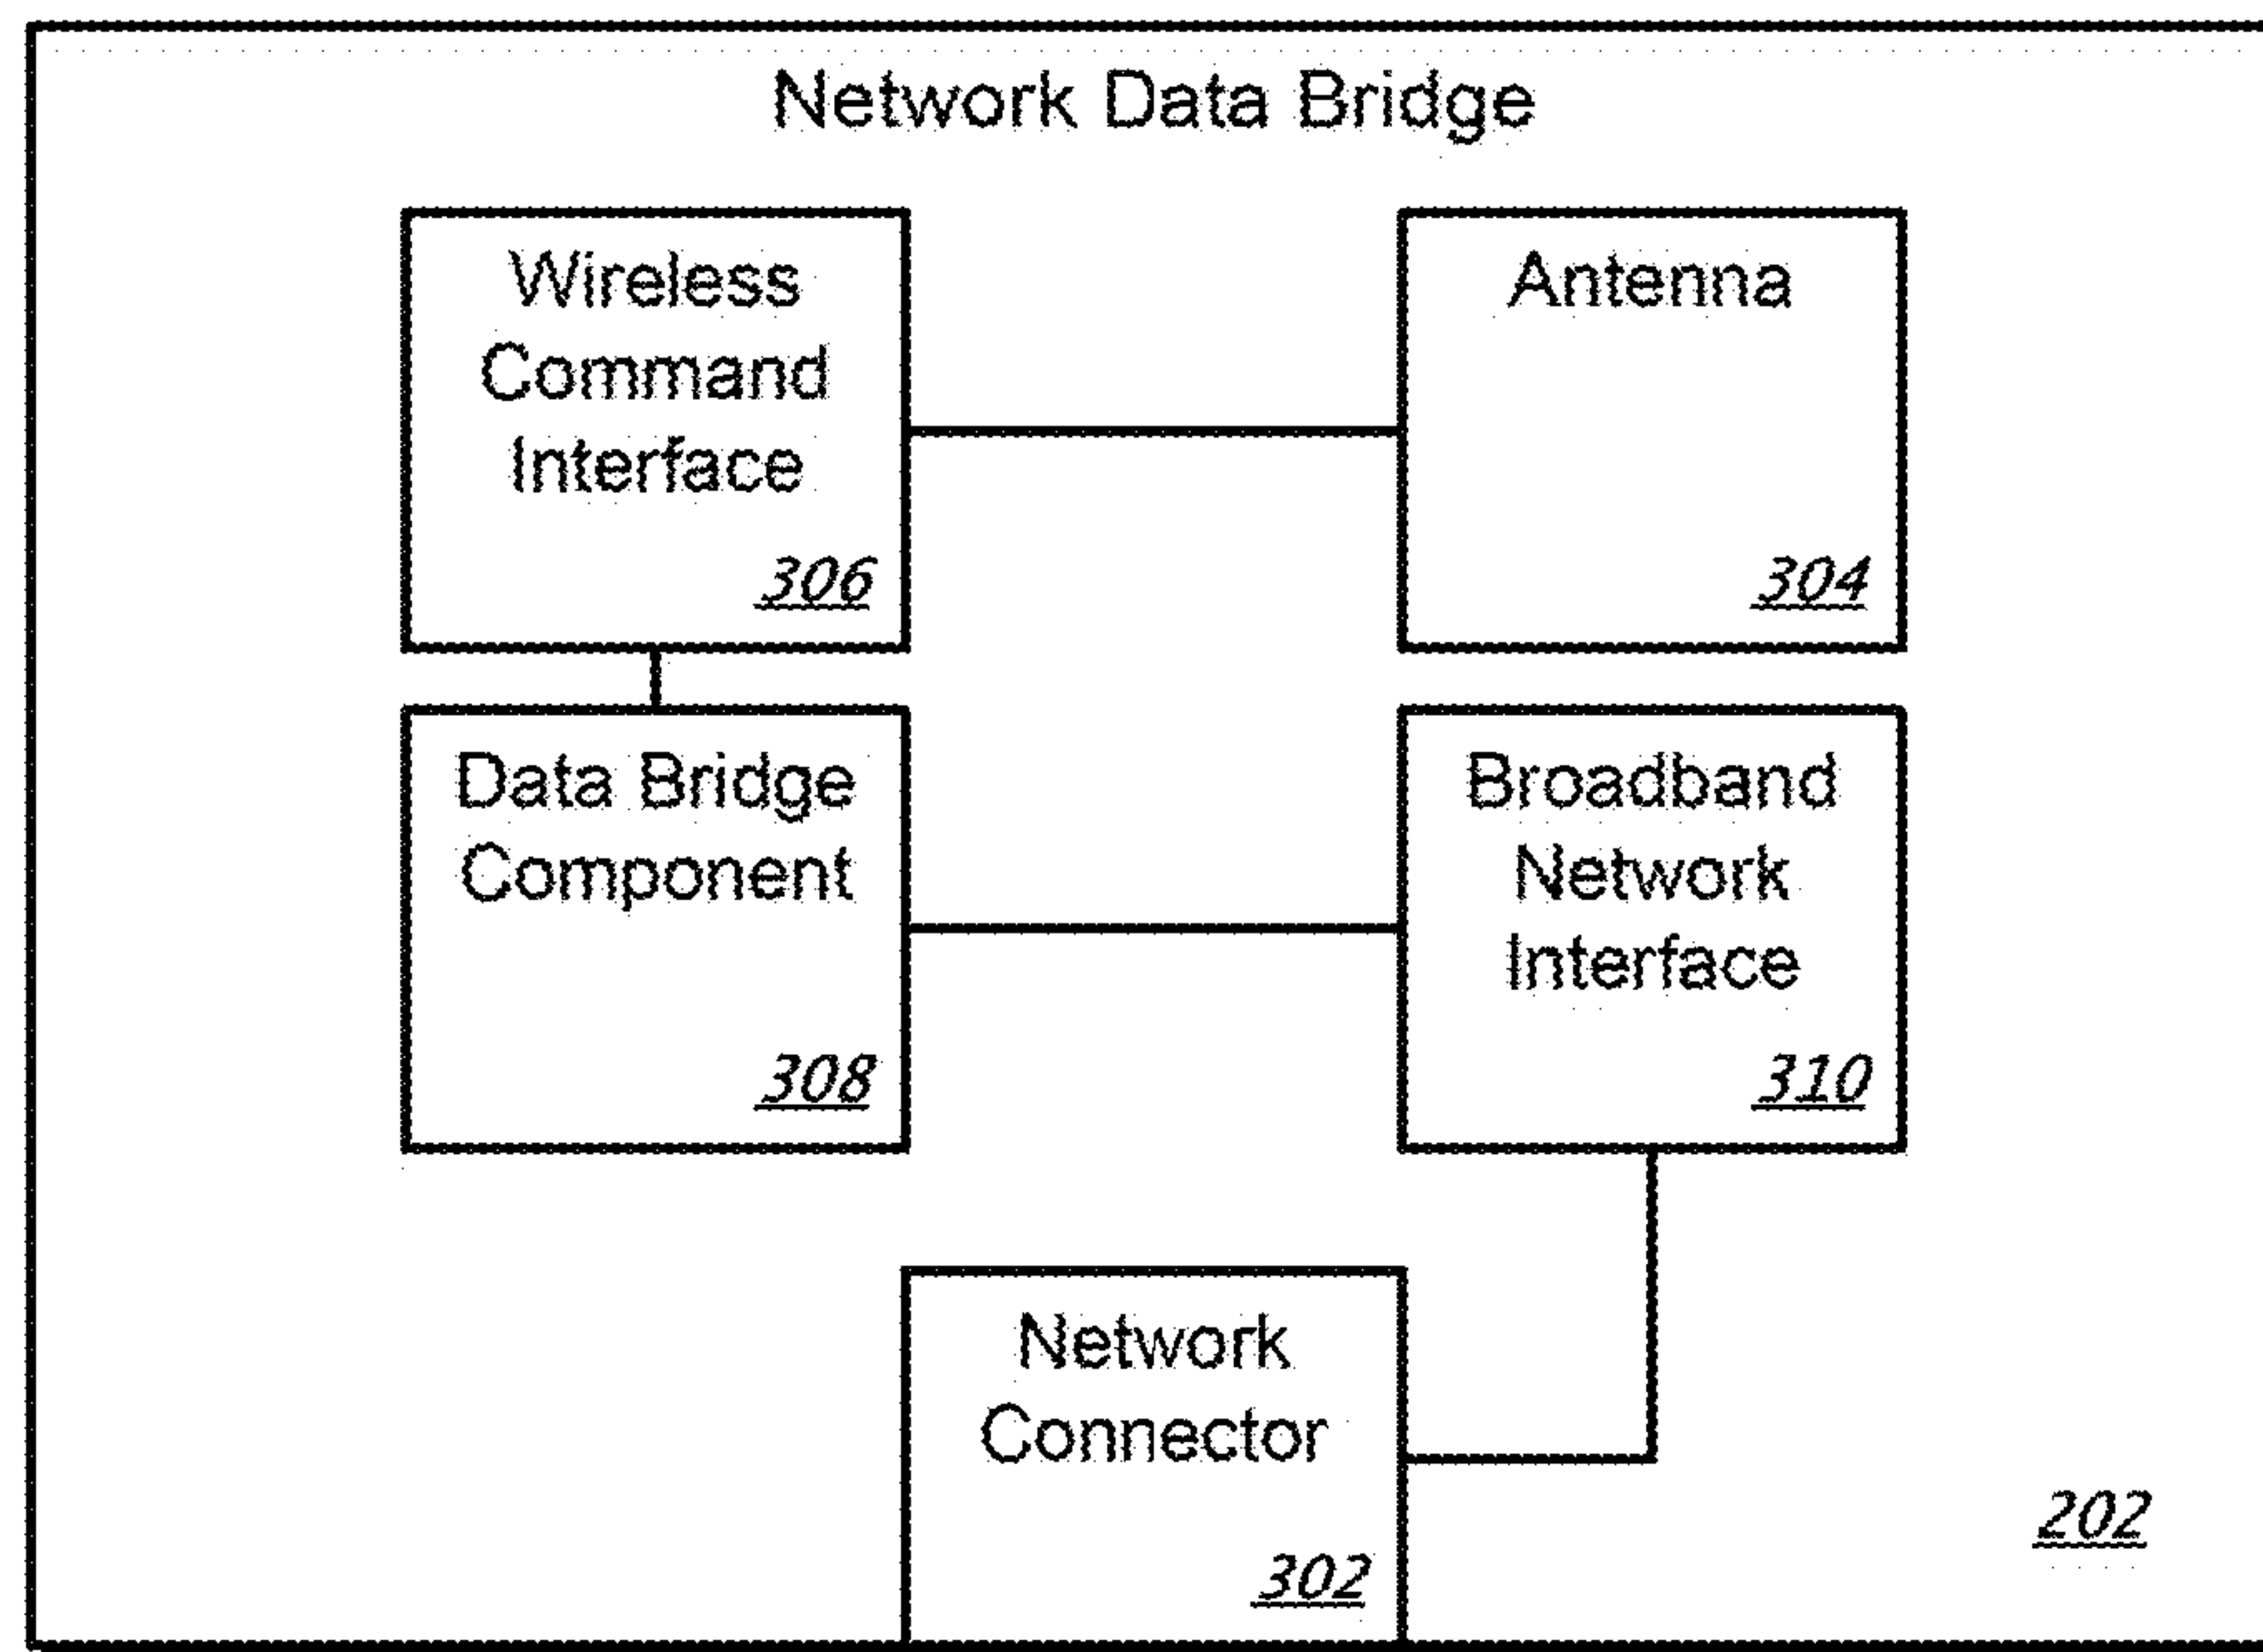 Network Data Bridge
Wireless
Command
Interface
306
Antenna
304
Data Bridge
Component
308
Broadband
Network
Interface
310
Network
Connector
302
202